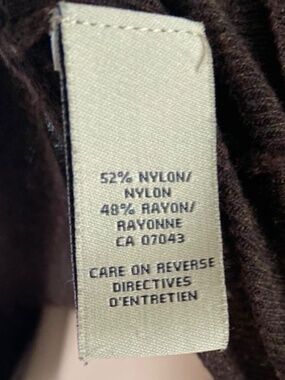 52% NYLON/
NYLON
48% RAYON/
RAYONNE
CA 07043
CARE ON REVERSE
DIRECTIVES
D'ENTRETIEN